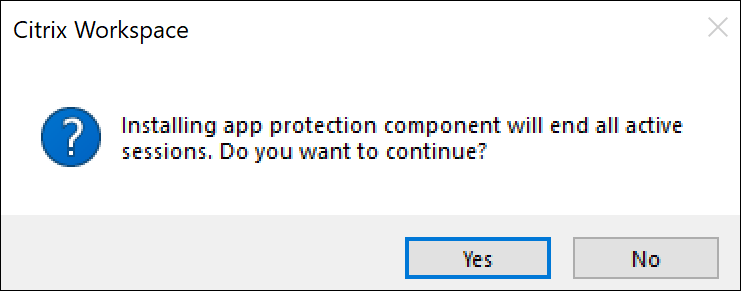 Citrix Workspace
Installing app protection component will end all active
sessions. Do you want to continue?
Yes
No